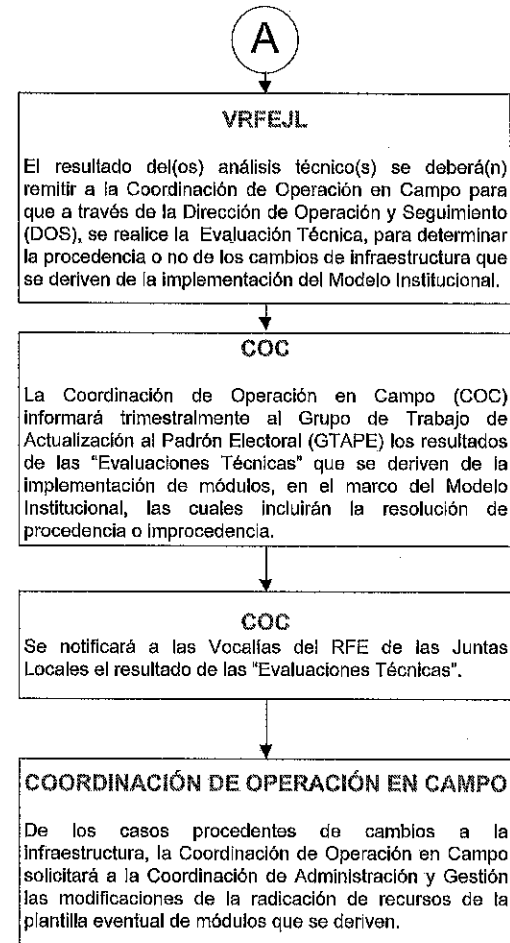 A
VRFEJL
El resultado del(os) análisis técnico(s) se deberá(n)
remitir a la Coordinación de Operación en Campo para
que a través de la Dirección de Operación y Seguimiento
(DOS), se realice la Evaluación Técnica, para determinar
la procedencia o no de los cambios de infraestructura que
se deriven de la implementación del Modelo Institucional.
COC
La Coordinación de Operación en Campo (COC)
informará trimestralmente al Grupo de Trabajo de
Actualización al Padrón Electoral (GTAPE) los resultados
de las "Evaluaciones Técnicas" que se deriven de la
implementación de módulos, en el marco del Modelo
Institucional, las cuales incluirán la resolución de
procedencia o improcedencia.
COC
Se notificará a las Vocalías del RFE de las Juntas
Locales el resultado de las "Evaluaciones Técnicas".
COORDINACIÓN DE OPERACIÓN EN CAMPO
De los casos procedentes de cambios a la
infraestructura, la Coordinación de Operación en Campo
solicitará a la Coordinación de Administración y Gestión
las modificaciones de la radicación de recursos de la
plantilla eventual de módulos que se deriven.